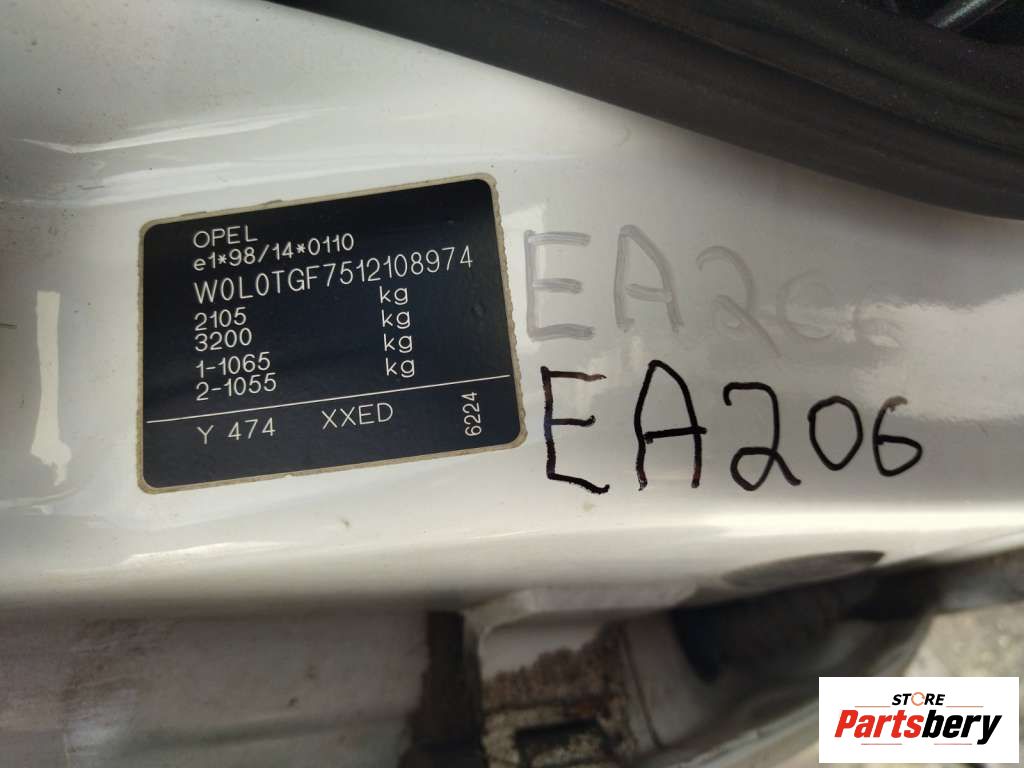 OPEL
e1*98/14*0110
W0L0TGF7512108974
kg
2105 kg
3200 kg
1-1065 kg
2-1055
Y 474 XXED 6224
EA20
EA206
STORE
Partsbery